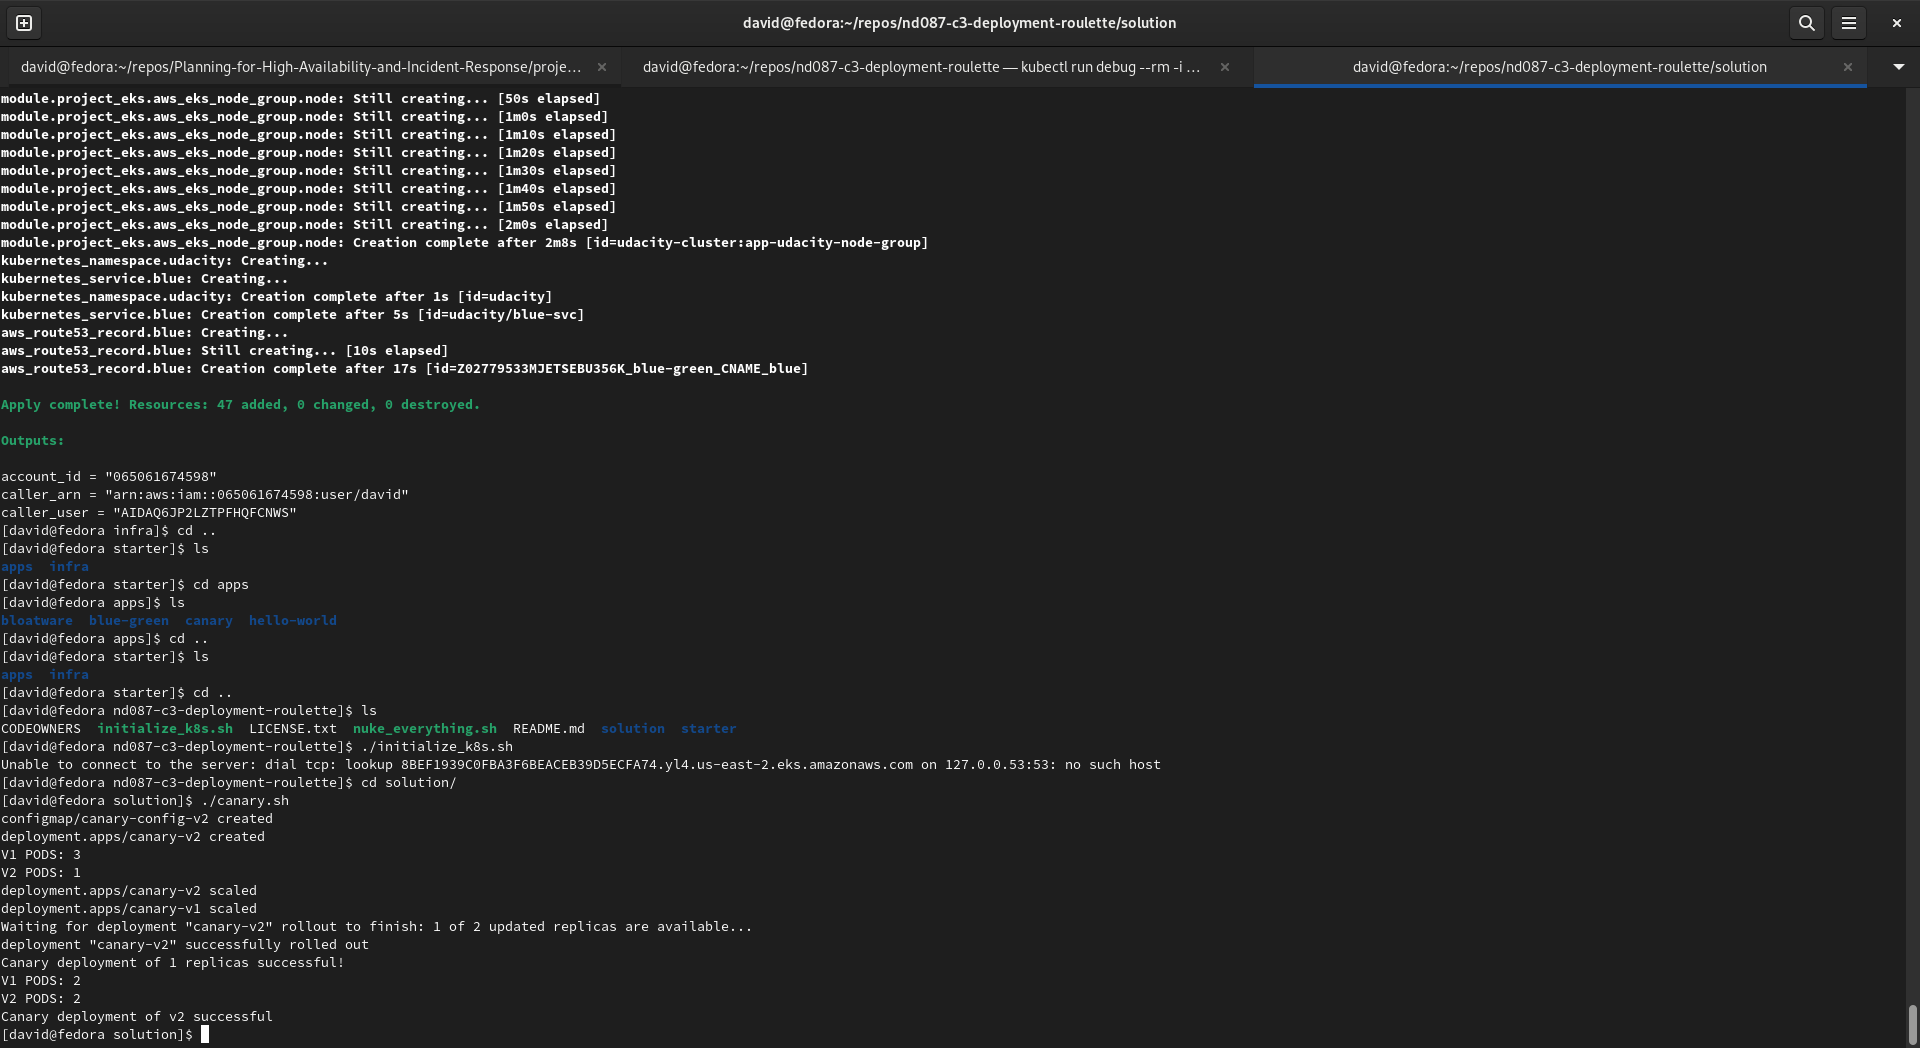 david@fedora:~/repos/nd087-c3-deployment-roulette/solution
david@fedora:~/repos/Planning-for-High-Availability-and-Incident-Response/proje...
david@fedora:~/repos/nd087-c3-deployment-roulette — kubectl run debug --rm -i ...
david@fedora:~/repos/nd087-c3-deployment-roulette/solution
module.project_eks.aws_eks_node_group.node: Still creating... [50s elapsed]
module.project_eks.aws_eks_node_group.node: Still creating... [1m0s elapsed]
module.project_eks.aws_eks_node_group.node: Still creating... [1m10s elapsed]
module.project_eks.aws_eks_node_group.node: Still creating... [1m20s elapsed]
module.project_eks.aws_eks_node_group.node: Still creating... [1m30s elapsed]
module.project_eks.aws_eks_node_group.node: Still creating... [1m40s elapsed]
module.project_eks.aws_eks_node_group.node: Still creating... [1m50s elapsed]
module.project_eks.aws_eks_node_group.node: Still creating... [2m0s elapsed]
module.project_eks.aws_eks_node_group.node: Creation complete after 2m8s [id=udacity-cluster:app-udacity-node-group]
kubernetes_namespace.udacity: Creating...
kubernetes_service.blue: Creating...
kubernetes_namespace.udacity: Creation complete after 1s [id=udacity]
kubernetes_service.blue: Creation complete after 5s [id=udacity/blue-svc]
aws_route53_record.blue: Creating...
aws_route53_record.blue: Still creating... [10s elapsed]
aws_route53_record.blue: Creation complete after 17s [id=Z02779533MJETSEBU356K_blue-green_CNAME_blue]
Apply complete! Resources: 47 added, 0 changed, 0 destroyed.
Outputs:
account_id = "065061674598"
caller_arn = "arn:aws:iam::065061674598:user/david"
caller_user = "AIDAQ6JP2LZTPFHQFCNWS"
[david@fedora infra]$ cd ..
[david@fedora starter]$ ls
apps  infra
[david@fedora starter]$ cd apps
[david@fedora apps]$ ls
bloatware  blue-green  canary  hello-world
[david@fedora apps]$ cd ..
[david@fedora starter]$ ls
apps  infra
[david@fedora starter]$ cd ..
[david@fedora nd087-c3-deployment-roulette]$ ls
CODEOWNERS  initialize_k8s.sh  LICENSE.txt  nuke_everything.sh  README.md  solution  starter
[david@fedora nd087-c3-deployment-roulette]$ ./initialize_k8s.sh
Unable to connect to the server: dial tcp: lookup 8BEF1939C0FBA3F6BEACEB39D5ECFA74.yl4.us-east-2.eks.amazonaws.com on 127.0.0.53:53: no such host
[david@fedora nd087-c3-deployment-roulette]$ cd solution/
[david@fedora solution]$ ./canary.sh
configmap/canary-config-v2 created
deployment.apps/canary-v2 created
V1 PODS: 3
V2 PODS: 1
deployment.apps/canary-v2 scaled
deployment.apps/canary-v1 scaled
Waiting for deployment "canary-v2" rollout to finish: 1 of 2 updated replicas are available...
deployment "canary-v2" successfully rolled out
Canary deployment of 1 replicas successful!
V1 PODS: 2
V2 PODS: 2
Canary deployment of v2 successful
[david@fedora solution]$